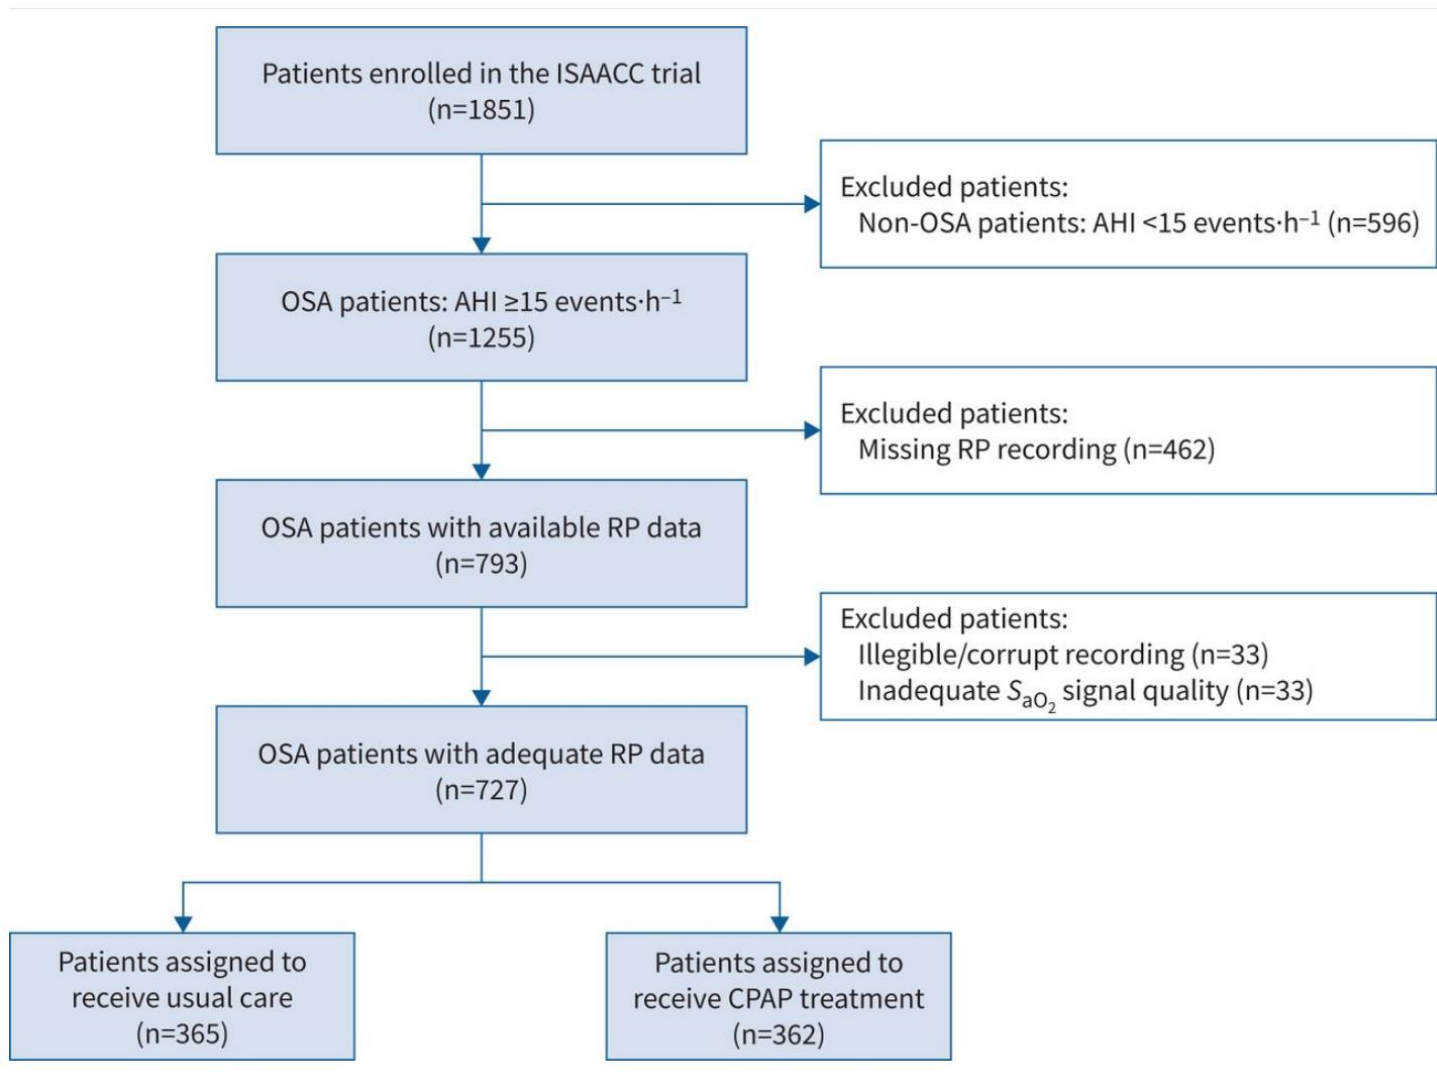 Patients enrolled in the ISAACC trial
(n=1851)
Excluded patients:
Non-OSA patients: AHI <15 events·h⁻¹ (n=596)
OSA patients: AHI ≥15 events·h⁻¹
(n=1255)
Excluded patients:
Missing RP recording (n=462)
OSA patients with available RP data
(n=793)
Excluded patients:
Illegible/corrupt recording (n=33)
Inadequate SaO₂ signal quality (n=33)
OSA patients with adequate RP data
(n=727)
Patients assigned to
receive usual care
(n=365)
Patients assigned to
receive CPAP treatment
(n=362)